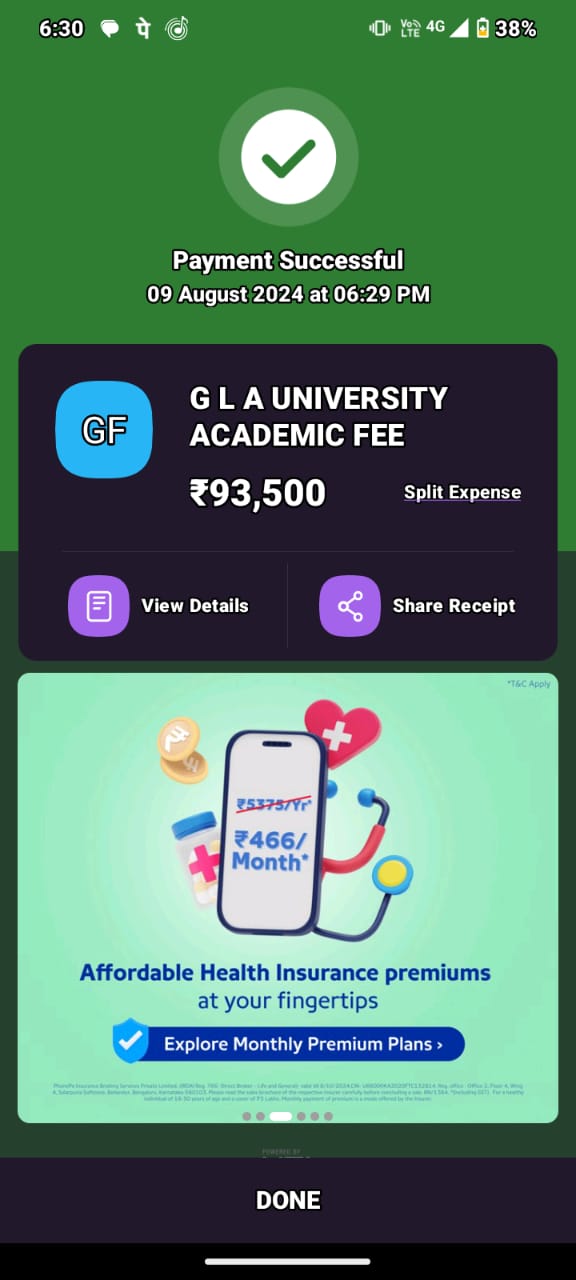 6:30 पे Vo LTE 4G 38%
Payment Successful
09 August 2024 at 06:29 PM
GF
G L A UNIVERSITY
ACADEMIC FEE
₹93,500
Split Expense
View Details
Share Receipt
*T&C Apply
₹5375/Yr*
₹466/
Month*
Affordable Health Insurance premiums
at your fingertips
Explore Monthly Premium Plans ›
POWERED BY
DONE